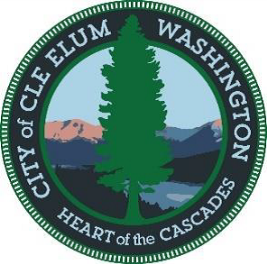 CITY of CLE ELUM WASHINGTON
HEART of the CASCADES